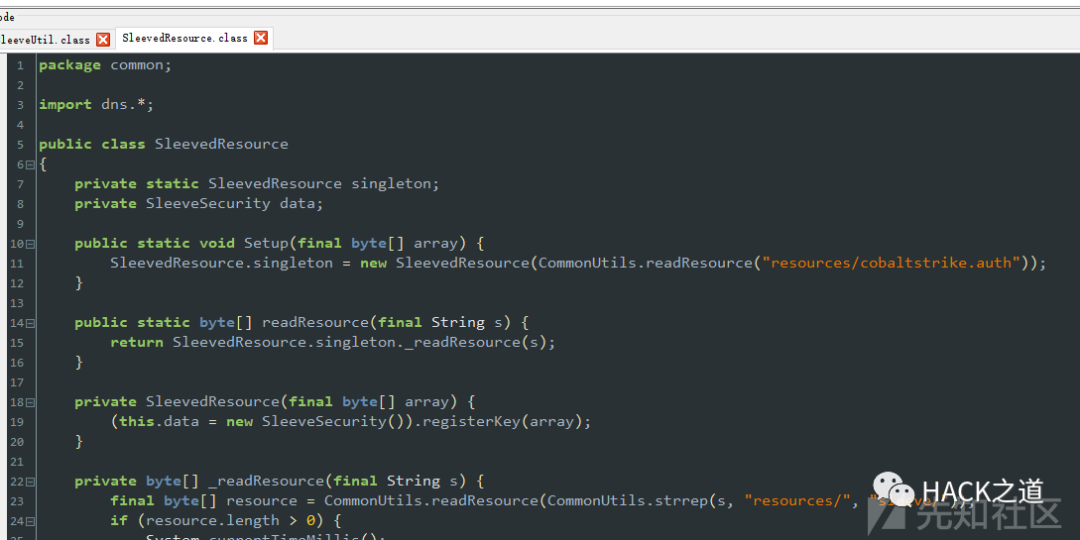 ode
leeveUtil.class SleevedResource.class
1 package common;
2
3 import dns.*;
4
5 public class SleevedResource
6 {
7 private static SleevedResource singleton;
8 private SleeveSecurity data;
9
10 public static void Setup(final byte[] array) {
11 SleevedResource.singleton = new SleevedResource(CommonUtils.readResource("resources/cobaltstrike.auth"));
12 }
13
14 public static byte[] readResource(final String s) {
15 return SleevedResource.singleton._readResource(s);
16 }
17
18 private SleevedResource(final byte[] array) {
19 (this.data = new SleeveSecurity()).registerKey(array);
20 }
21
22 private byte[] _readResource(final String s) {
23 final byte[] resource = CommonUtils.readResource(CommonUtils.strrep(s, "resources/",
24 if (resource.length > 0) {
25 System.currentTimeMillis();
HACK之道
先知社区